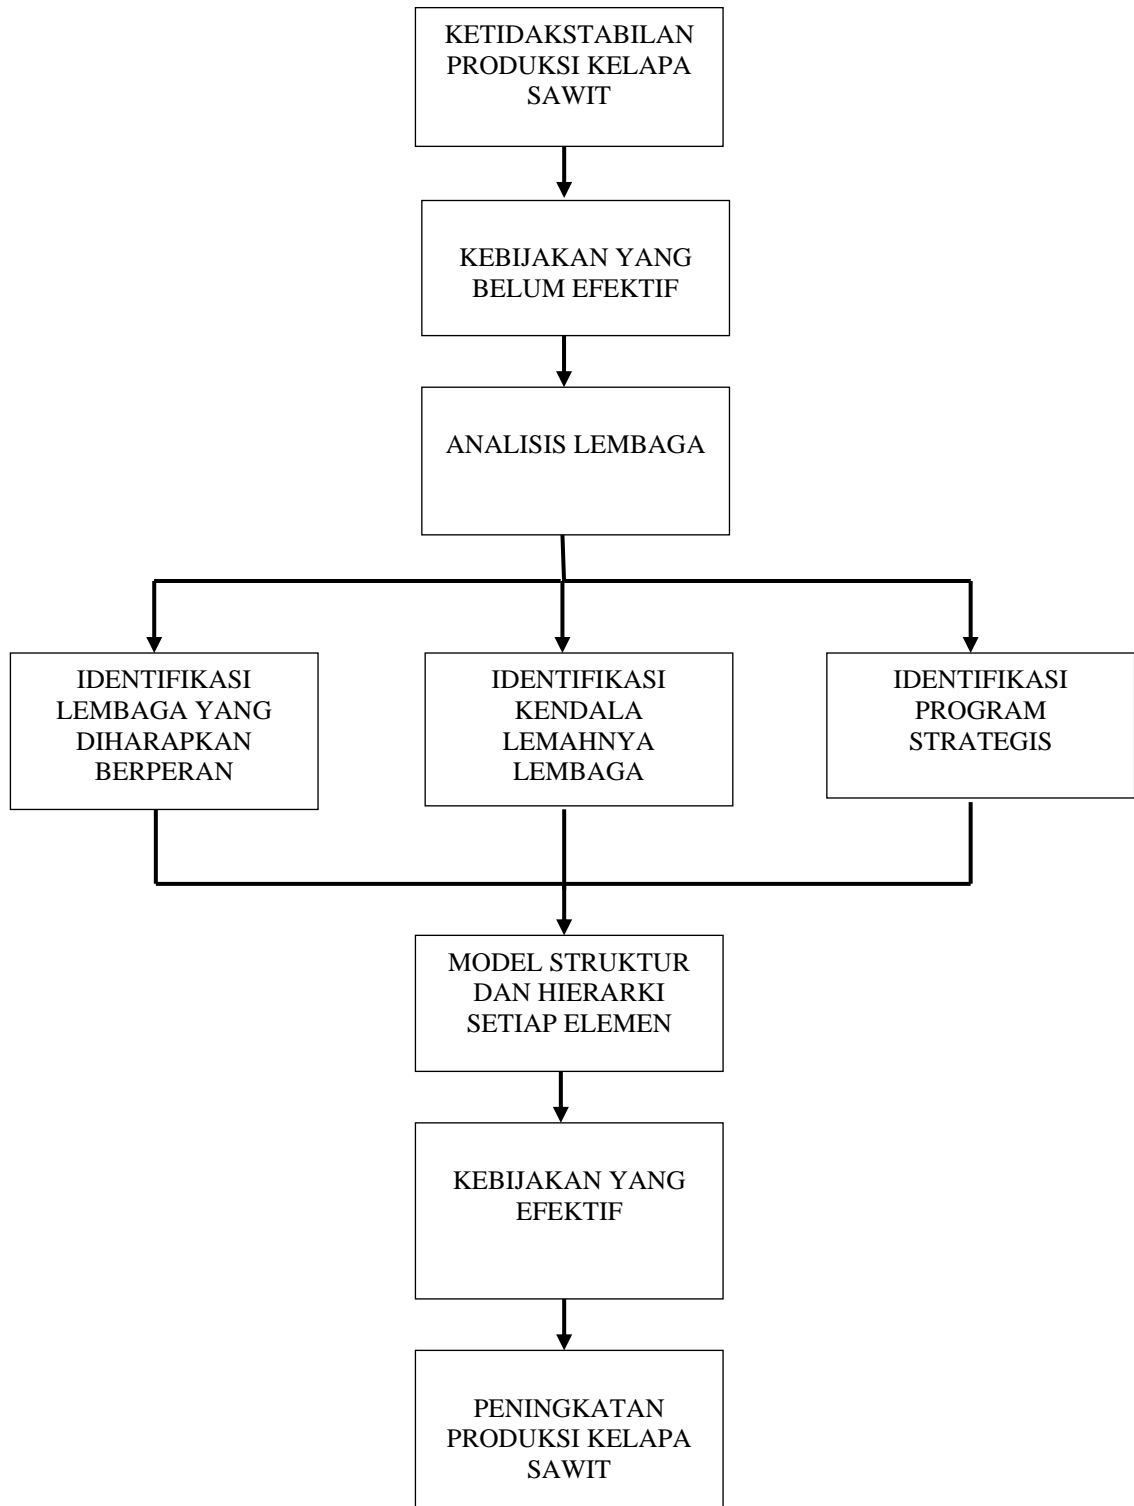 KETIDAKSTABILAN
PRODUKSI KELAPA
SAWIT
KEBIJAKAN YANG
BELUM EFEKTIF
ANALISIS LEMBAGA
IDENTIFIKASI
LEMBAGA YANG
DIHARAPKAN
BERPERAN
IDENTIFIKASI
KENDALA
LEMAHNYA
LEMBAGA
IDENTIFIKASI
PROGRAM
STRATEGIS
MODEL STRUKTUR
DAN HIERARKI
SETIAP ELEMEN
KEBIJAKAN YANG
EFEKTIF
PENINGKATAN
PRODUKSI KELAPA
SAWIT